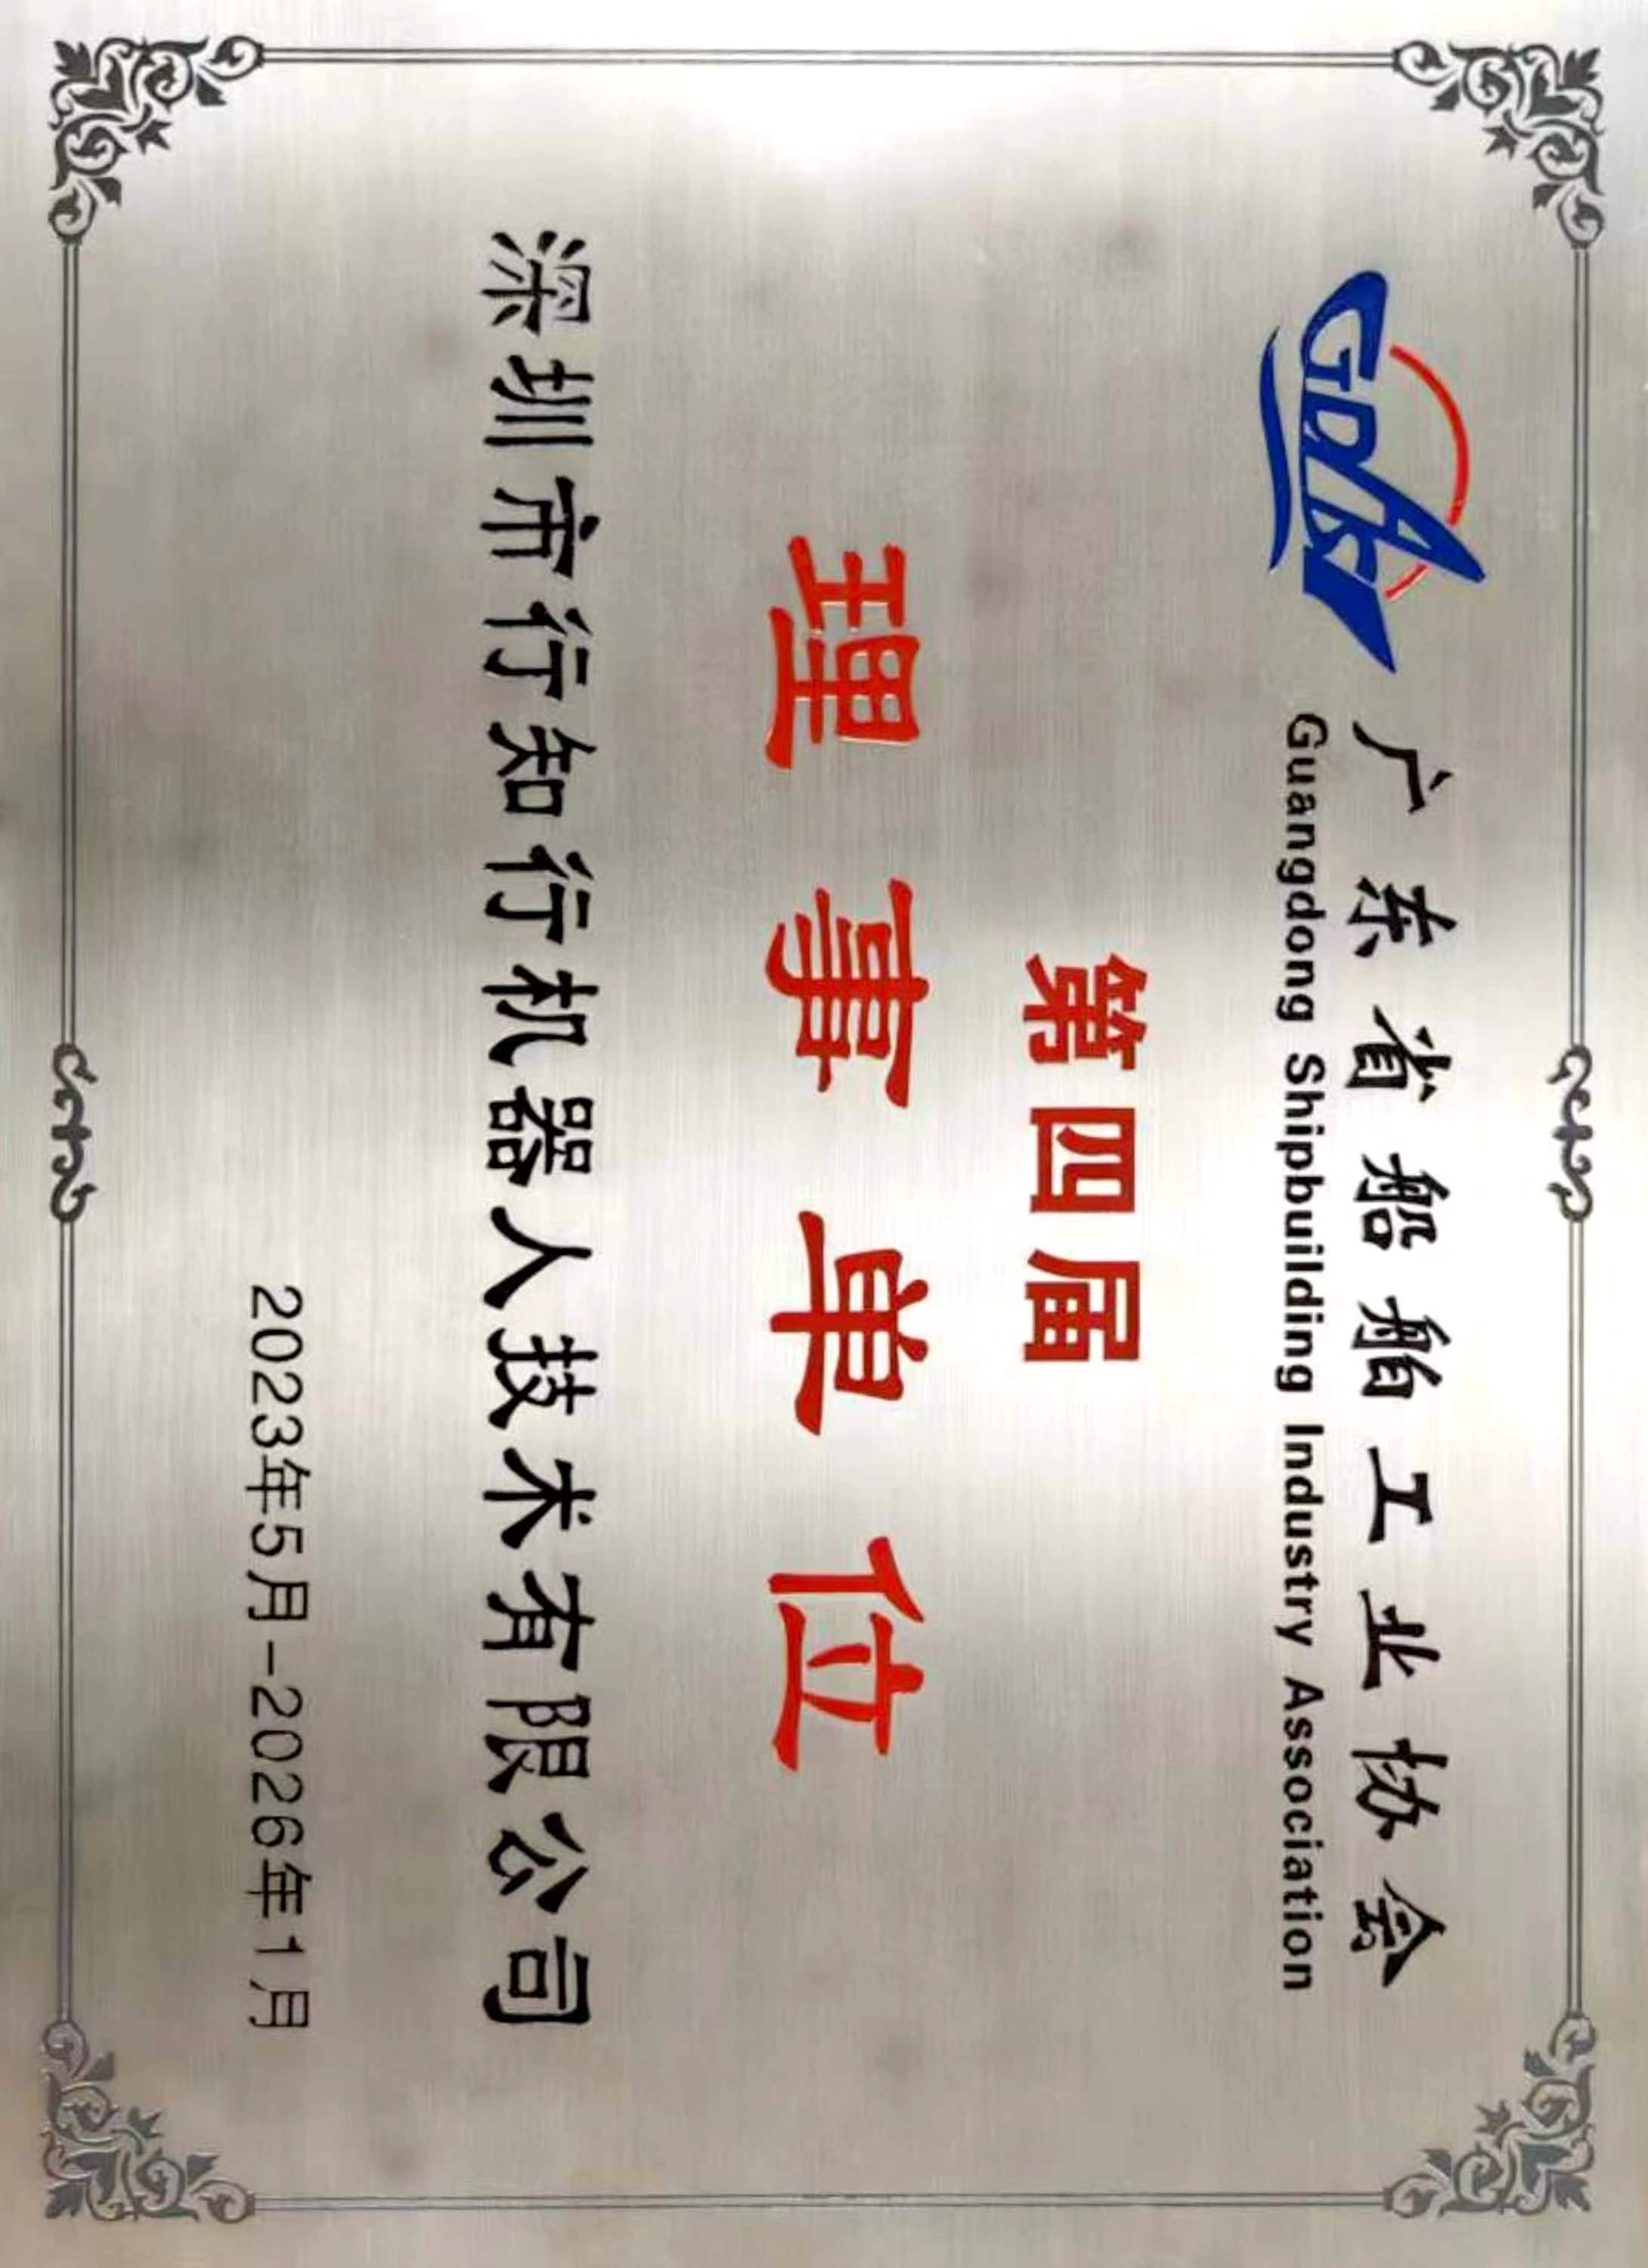 GDS
广东省船舶工业协会
Guangdong Shipbuilding Industry Association
第四届
理事单位
深圳市行知行机器人技术有限公司
2023年5月-2026年1月